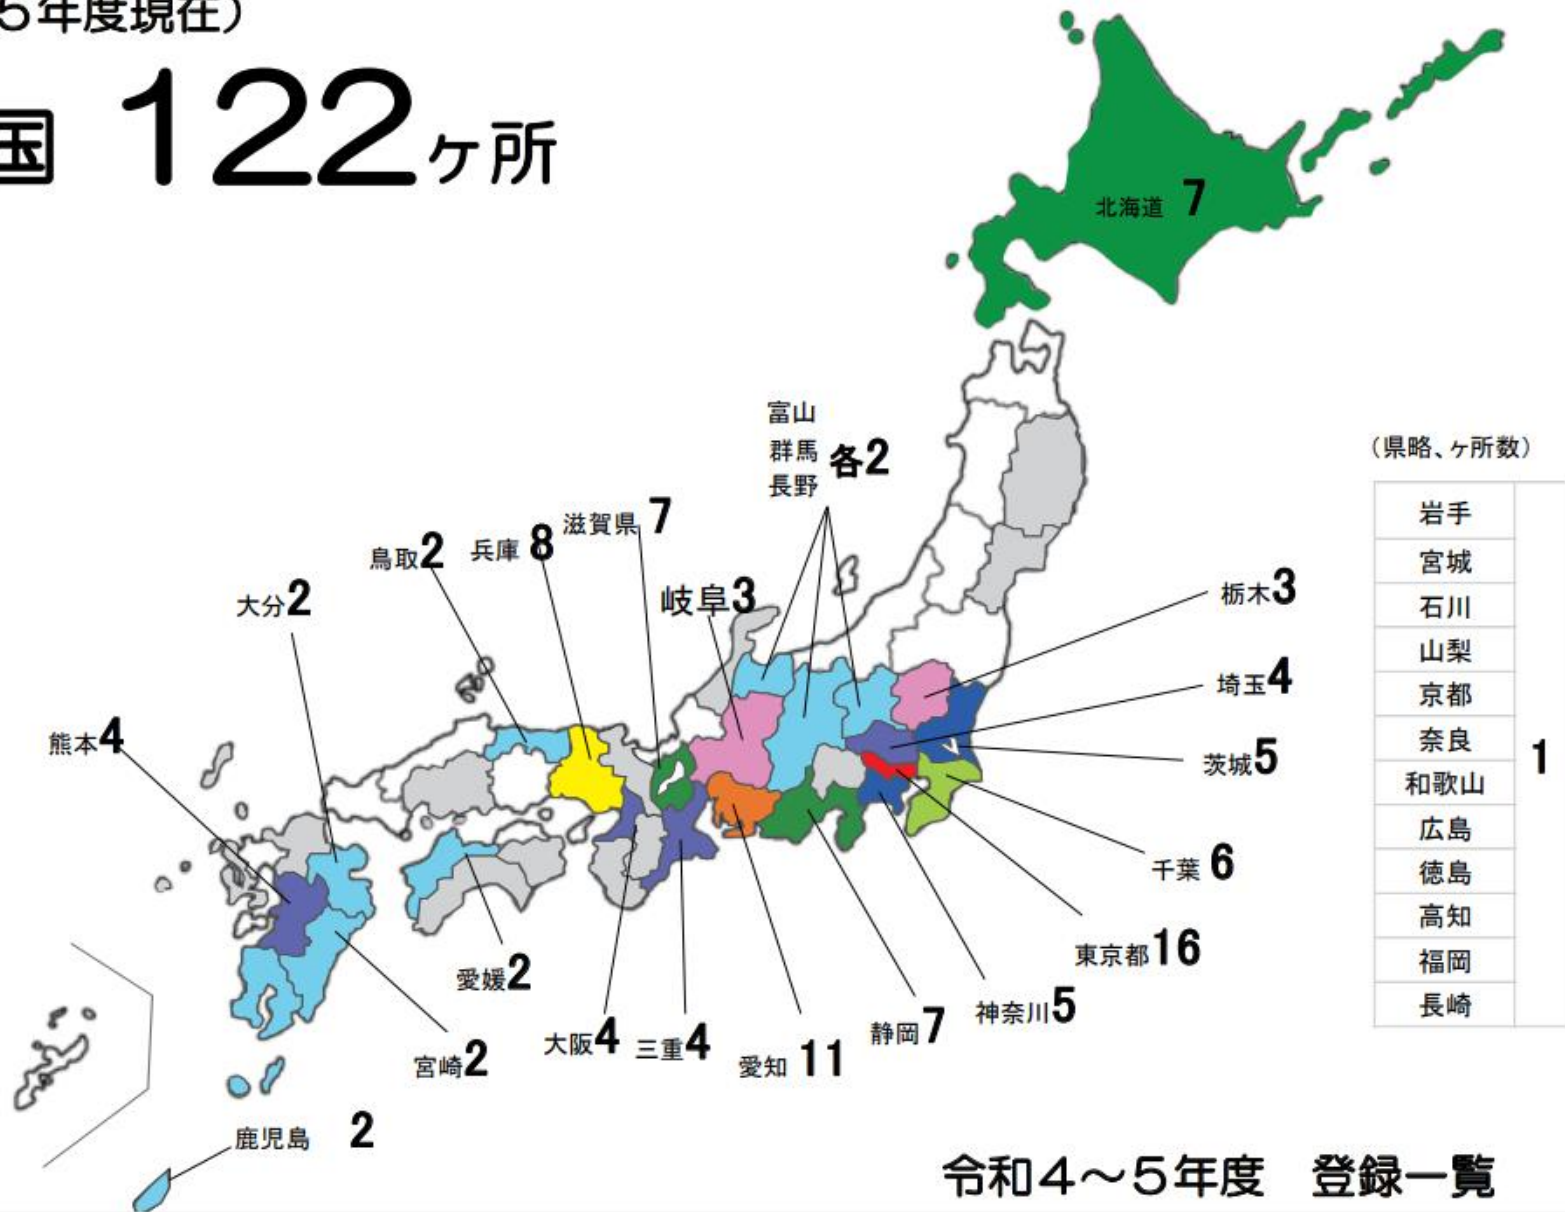 5年度現在）
国 122ヶ所
北海道 7
富山
群馬 各2
長野
（県略、ヶ所数）
滋賀県 7
兵庫 8
鳥取2
大分2
岐阜3
栃木3
埼玉4
熊本4
茨城5
千葉 6
東京都16
神奈川5
静岡7
愛知 11
三重4
大阪4
愛媛2
宮崎2
鹿児島 2
岩手
宮城
石川
山梨
京都
奈良 1
和歌山
広島
徳島
高知
福岡
長崎
令和4～5年度 登録一覧